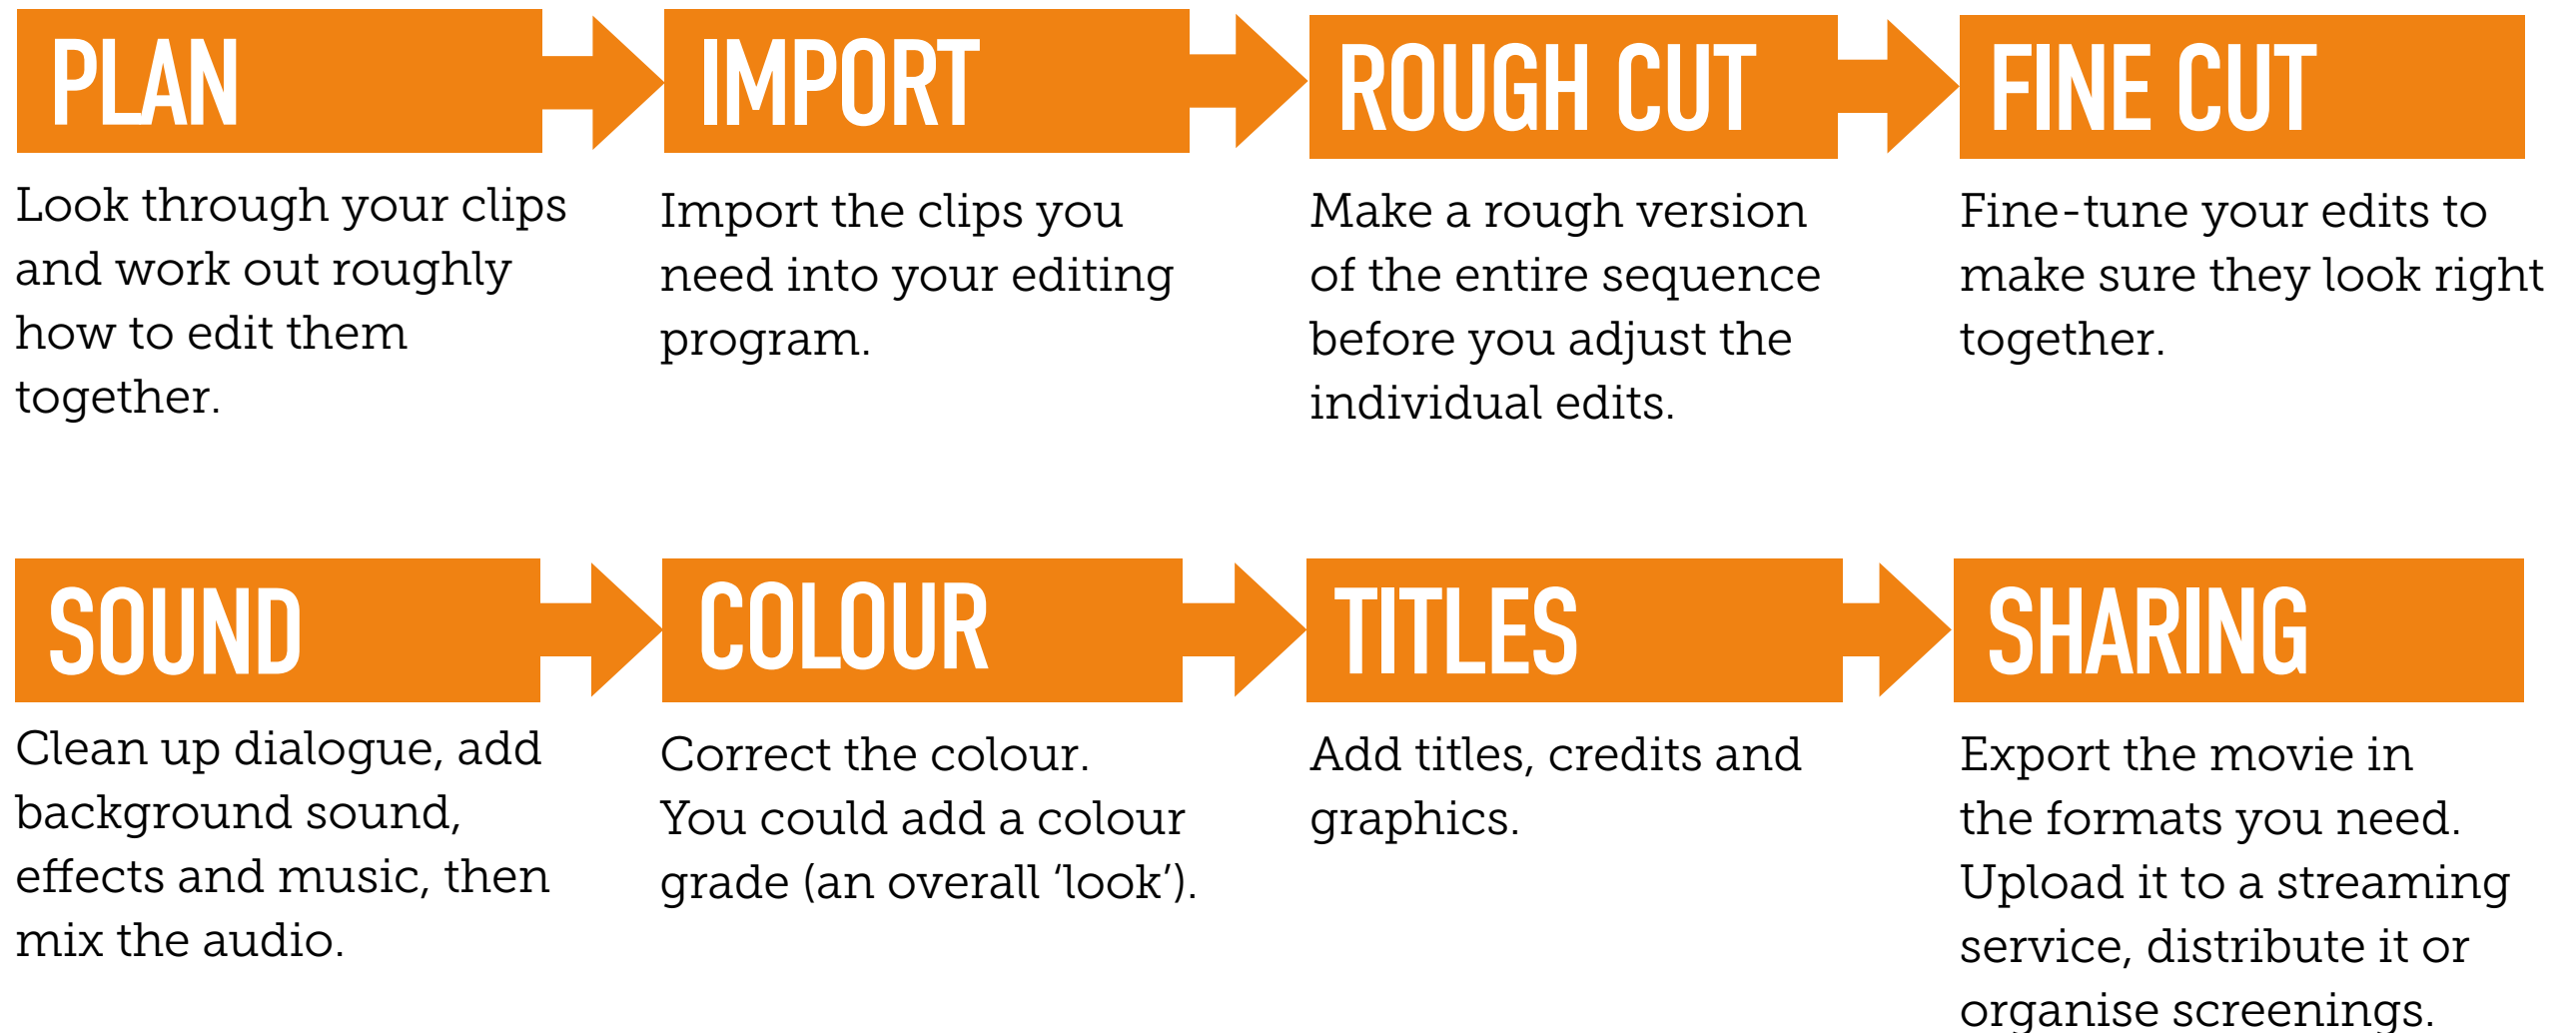 PLAN
Look through your clips
and work out roughly
how to edit them
together.
IMPORT
Import the clips you
need into your editing
program.
ROUGH CUT
Make a rough version
of the entire sequence
before you adjust the
individual edits.
FINE CUT
Fine-tune your edits to
make sure they look right
together.
SOUND
Clean up dialogue, add
background sound,
effects and music, then
mix the audio.
COLOUR
Correct the colour.
You could add a colour
grade (an overall ‘look’).
TITLES
Add titles, credits and
graphics.
SHARING
Export the movie in
the formats you need.
Upload it to a streaming
service, distribute it or
organise screenings.